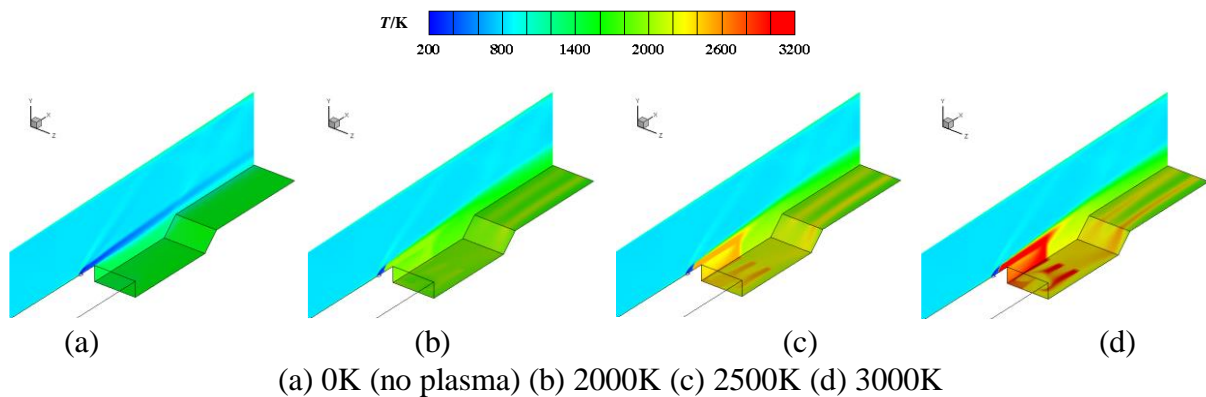 T/K
200 800 1400 2000 2600 3200
Y X Z
Y X Z
Y X Z
Y X Z
(a) (b) (c) (d)
(a) 0K (no plasma) (b) 2000K (c) 2500K (d) 3000K